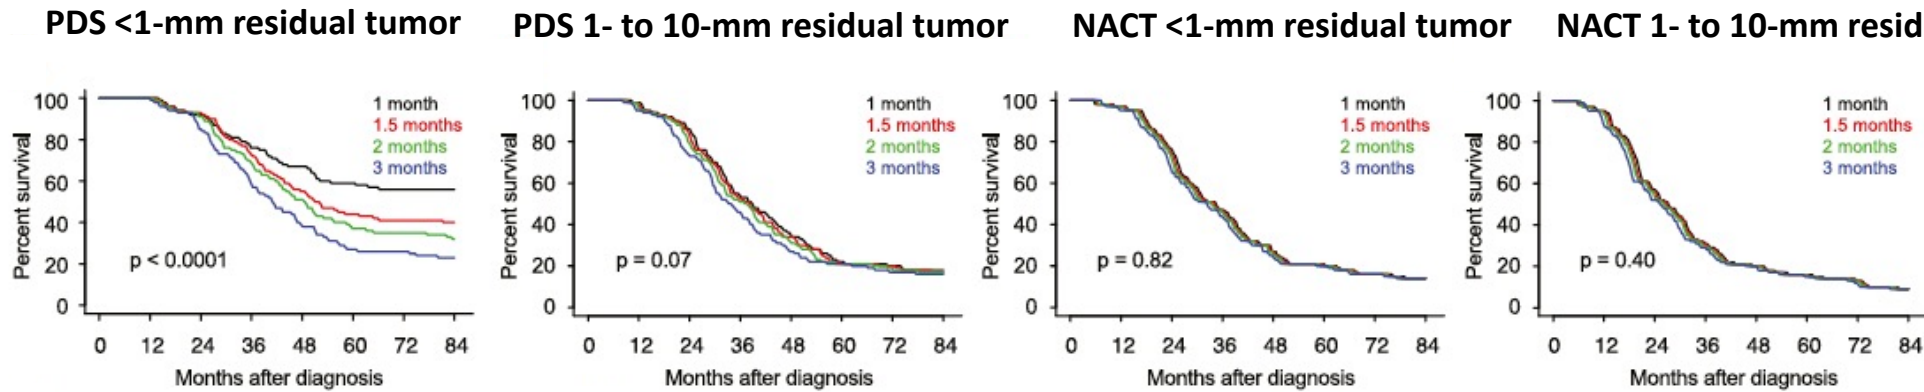 PDS <1-mm residual tumor
100
80
60
40
20
0
Percent survival
1 month
1.5 months
2 months
3 months
p < 0.0001
0 12 24 36 48 60 72 84
Months after diagnosis
PDS 1- to 10-mm residual tumor
100
80
60
40
20
0
Percent survival
1 month
1.5 months
2 months
3 months
p = 0.07
0 12 24 36 48 60 72 84
Months after diagnosis
NACT <1-mm residual tumor
100
80
60
40
20
0
Percent survival
1 month
1.5 months
2 months
3 months
p = 0.82
0 12 24 36 48 60 72 84
Months after diagnosis
NACT 1- to 10-mm resid
100
80
60
40
20
0
Percent survival
1 month
1.5 months
2 months
3 months
p = 0.40
0 12 24 36 48 60 72 84
Months after diagnosis